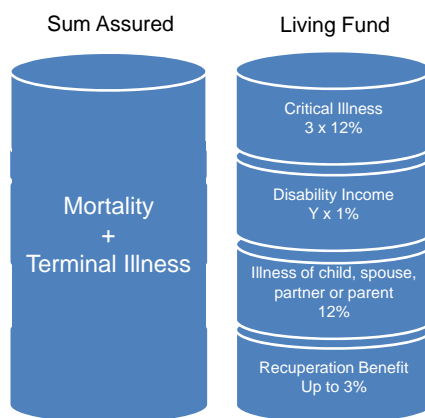 Sum Assured
Living Fund
Mortality
+
Terminal Illness
Critical Illness
3 x 12%
Disability Income
Y x 1%
Illness of child, spouse,
partner or parent
12%
Recuperation Benefit
Up to 3%